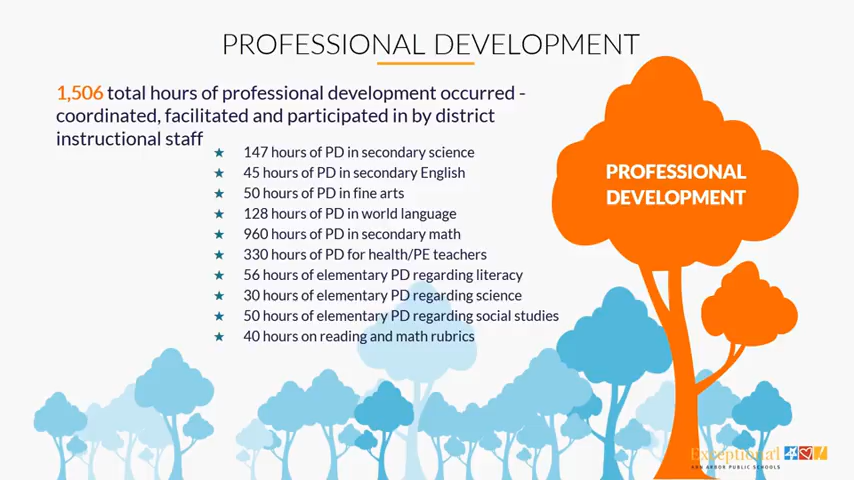 PROFESSIONAL DEVELOPMENT
1,506 total hours of professional development occurred -
coordinated, facilitated and participated in by district
instructional staff
147 hours of PD in secondary science
45 hours of PD in secondary English
50 hours of PD in fine arts
128 hours of PD in world language
960 hours of PD in secondary math
330 hours of PD for health/PE teachers
56 hours of elementary PD regarding literacy
30 hours of elementary PD regarding science
50 hours of elementary PD regarding social studies
40 hours on reading and math rubrics
PROFESSIONAL
DEVELOPMENT
Exceptional
ANN ARBOR PUBLIC SCHOOLS